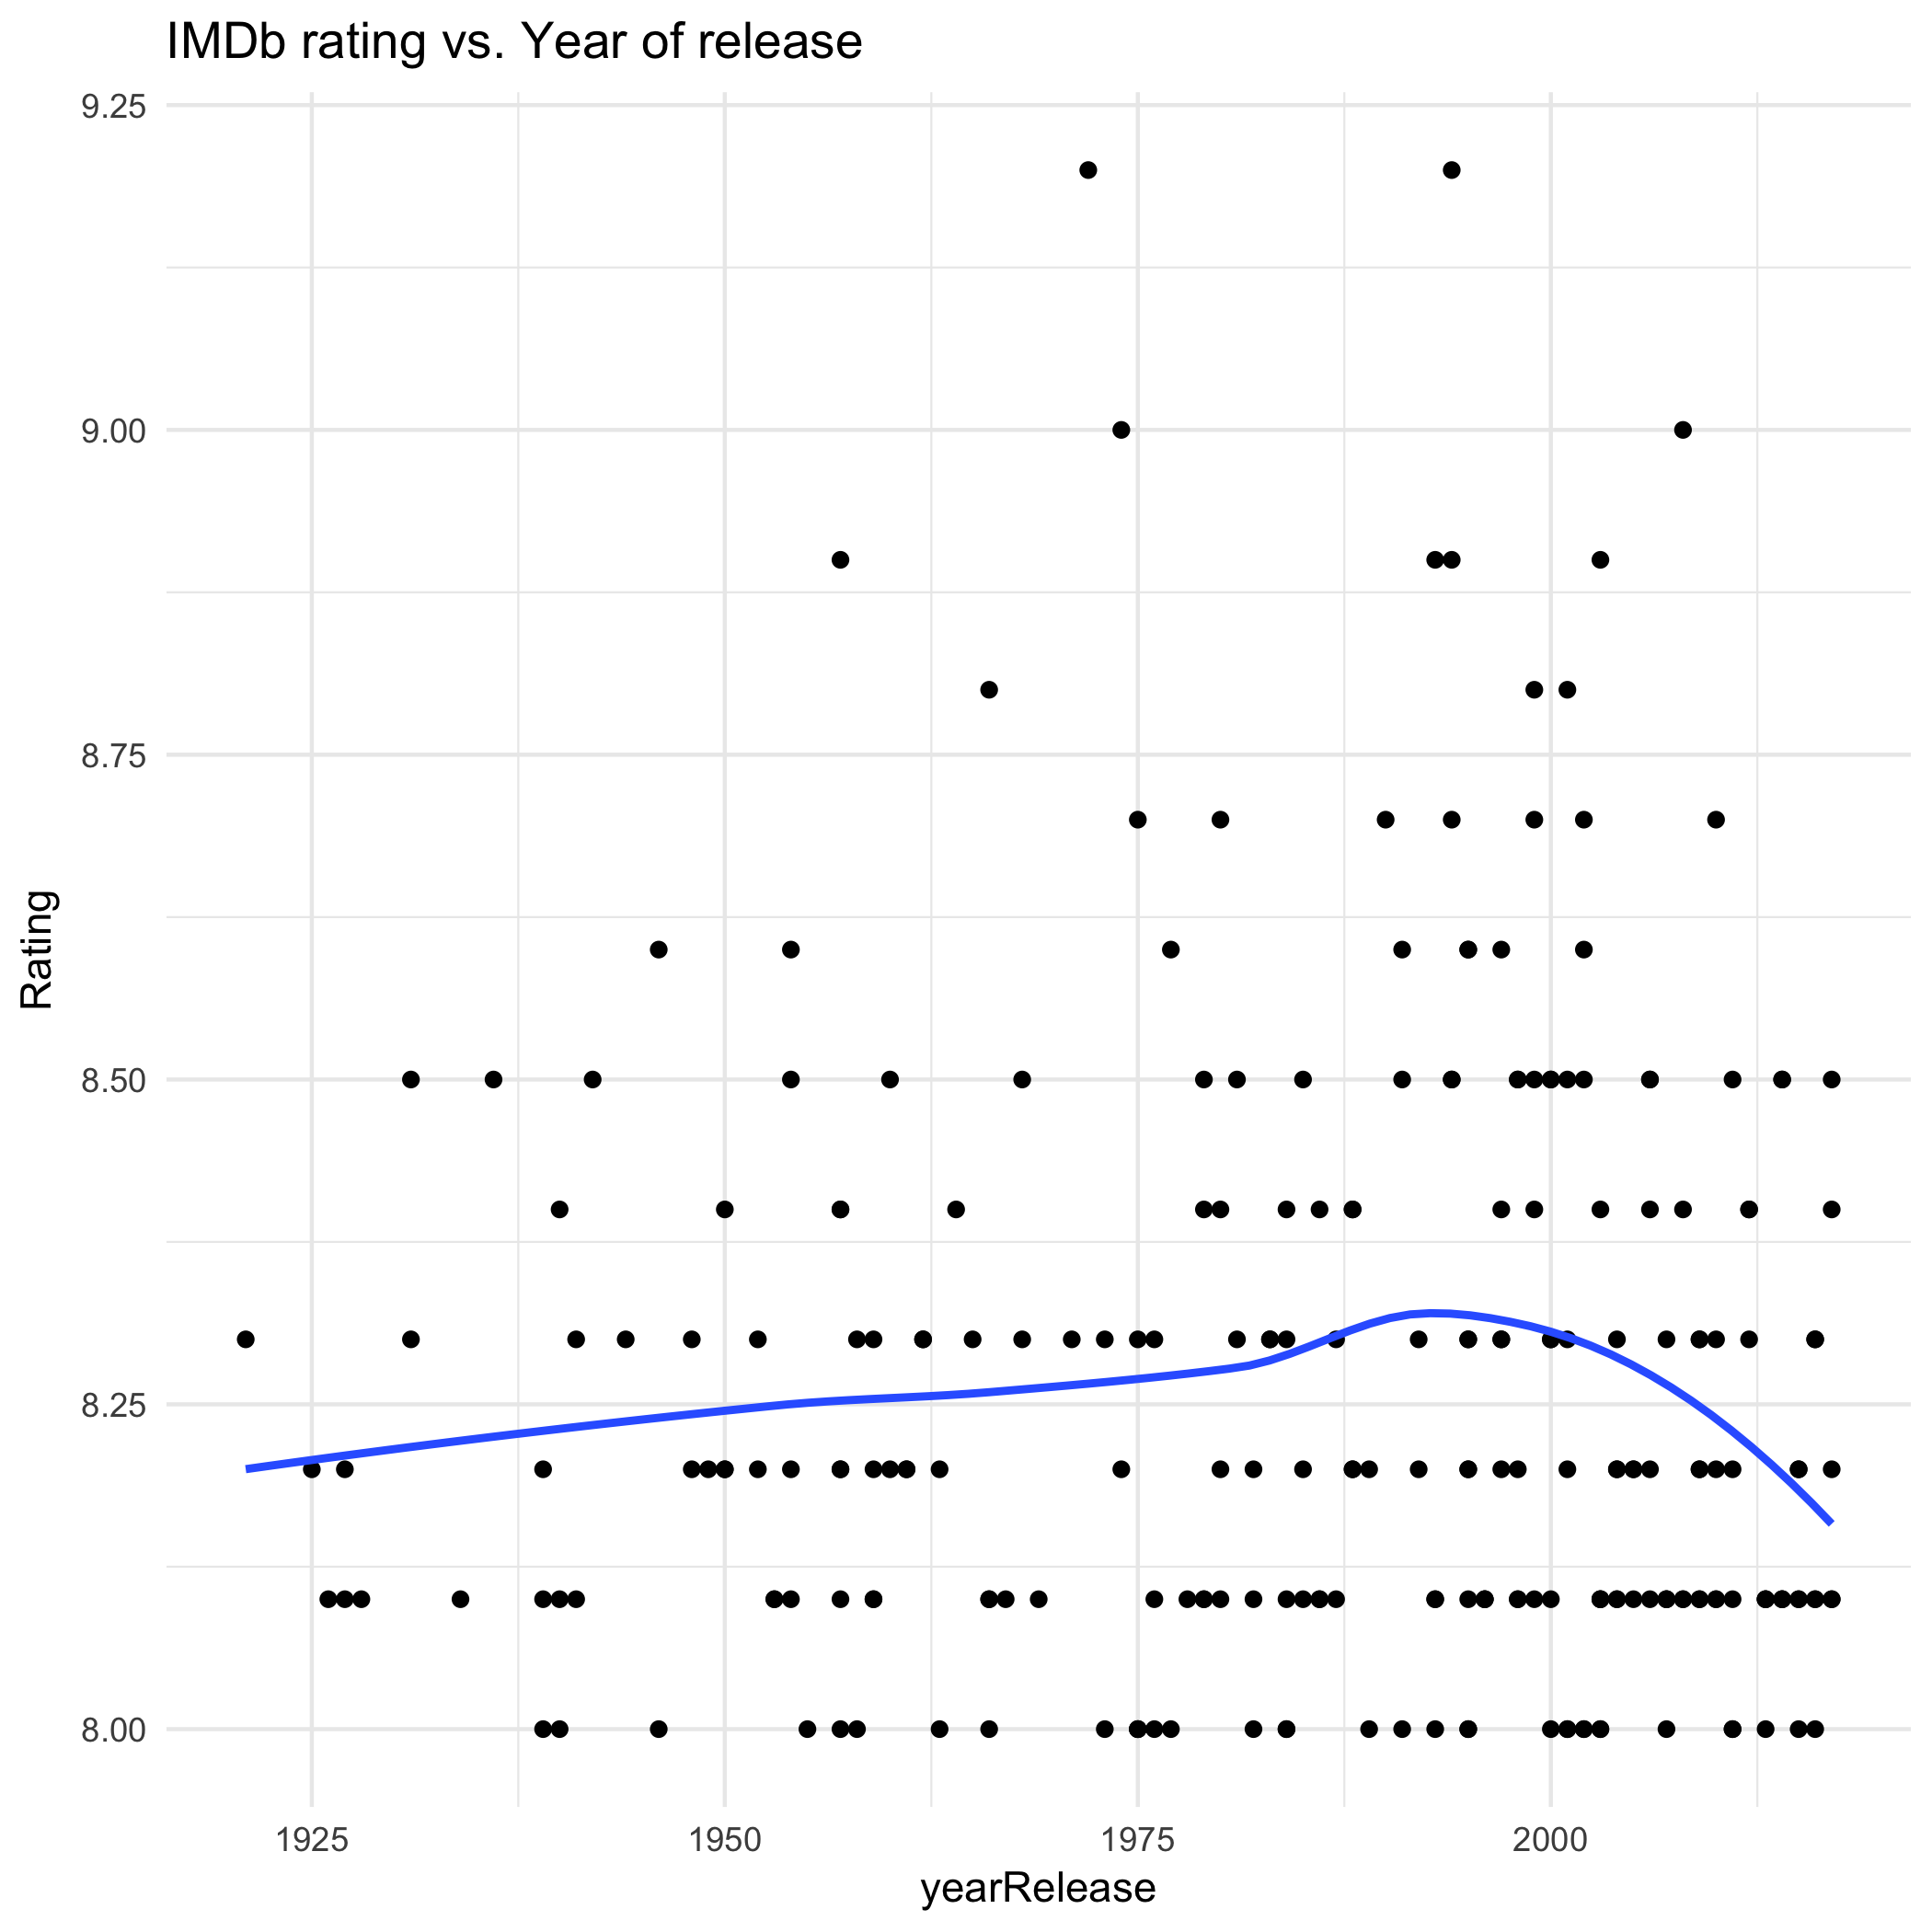 IMDb rating vs. Year of release
9.25
9.00
8.75
8.50
8.25
8.00
Rating
1925 1950 1975 2000
yearRelease